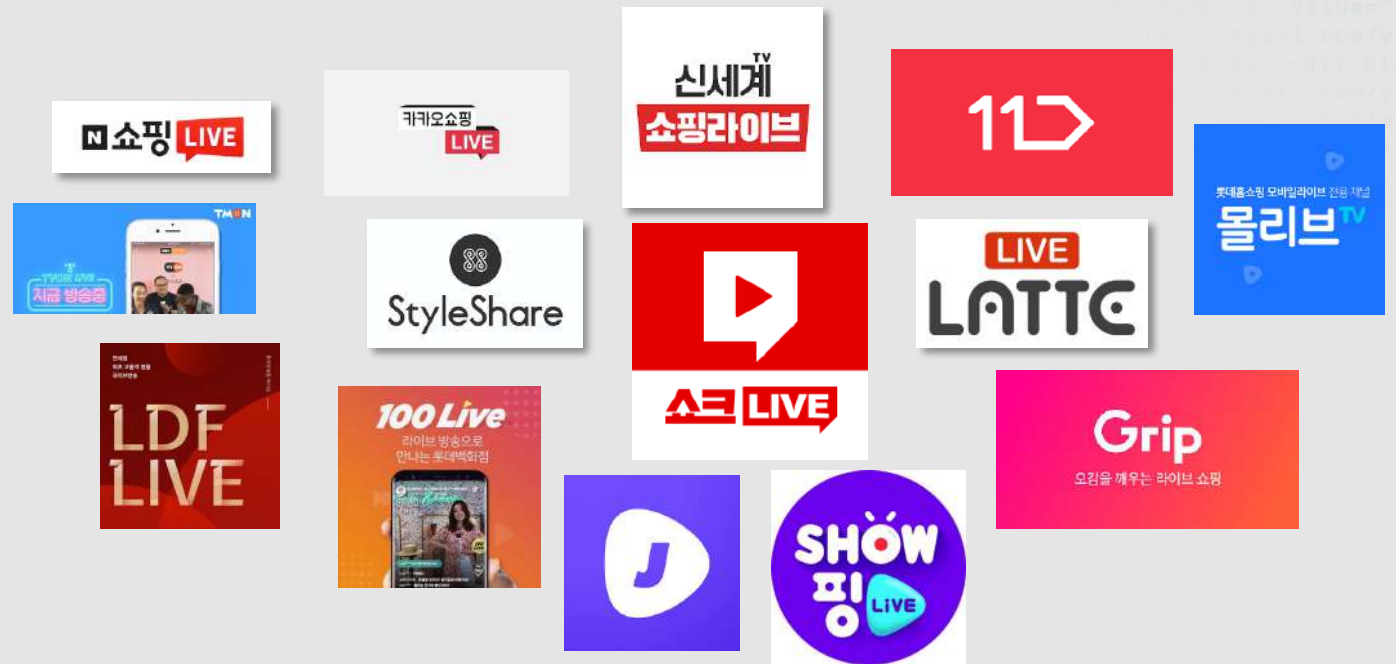 N 쇼핑 LIVE
카카오쇼핑
LIVE
신세계 TV
쇼핑라이브
11
롯데홈쇼핑 모바일라이브 전용 채널
몰리브 TV
TMON
지금 방송중
StyleShare
쇼크 LIVE
LIVE
LATTE
LDF
LIVE
100 Live
라이브 방송으로
만나는 롯데백화점
Grip
오감을 깨우는 라이브 쇼핑
J
SHOW
핑 LIVE